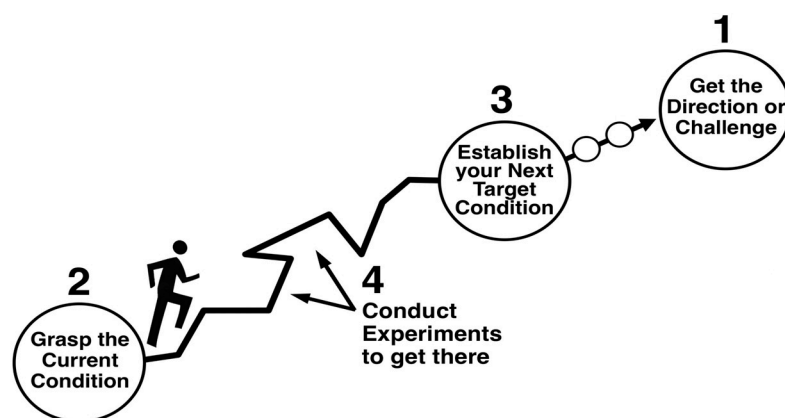 1
Get the
Direction or
Challenge
3
Establish
your Next
Target
Condition
2
Grasp the
Current
Condition
4
Conduct
Experiments
to get there